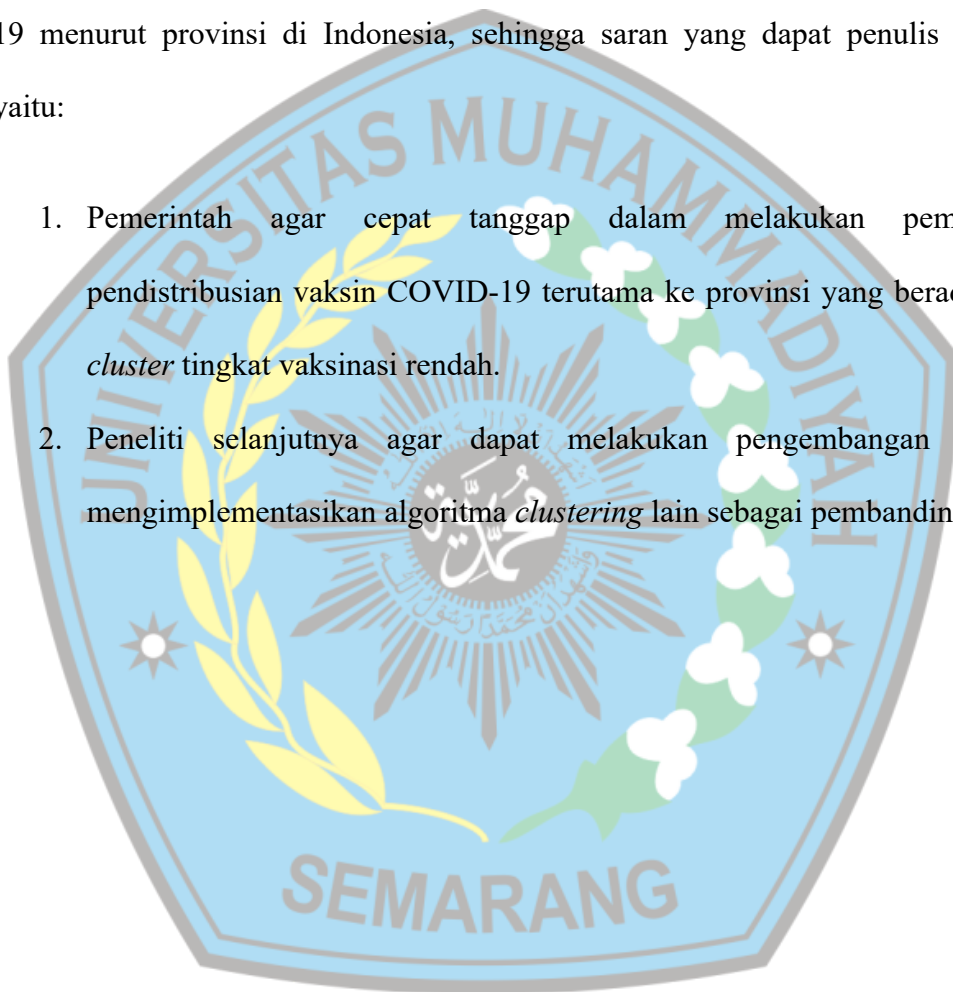 19 menurut provinsi di Indonesia, sehingga saran yang dapat penulis
yaitu:
1. Pemerintah agar cepat tanggap dalam melakukan pem
pendistribusian vaksin COVID-19 terutama ke provinsi yang berad
cluster tingkat vaksinasi rendah.
2. Peneliti selanjutnya agar dapat melakukan pengembangan
mengimplementasikan algoritma clustering lain sebagai pembandin
UNIVERSITAS MUHAMMADIYAH
محمدية
SEMARANG